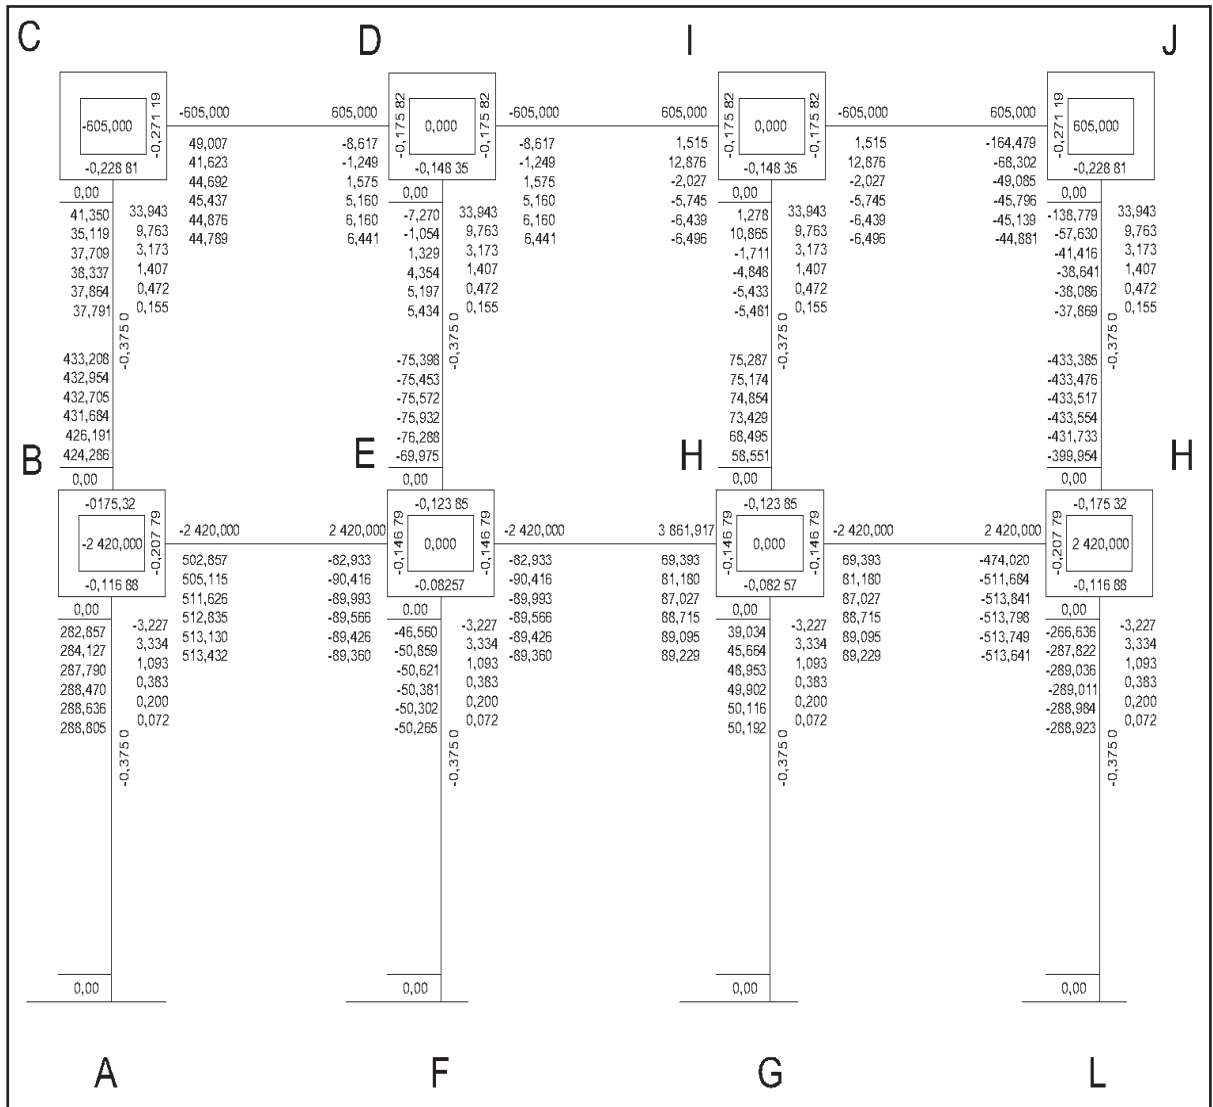 C D I J
-605,000 -0,271 19 -0,228 81
-605,000 605,000
-0,175 82 0,000 -0,175 82 -0,148 35
-605,000 605,000
-0,175 82 0,000 -0,175 82 -0,148 35
-605,000 605,000
-0,271 19 605,000 -0,228 81
49,007 -8,617 -8,617 1,515 1,515 -164,479
41,623 -1,249 -1,249 12,876 12,876 -68,302
44,692 1,575 1,575 -2,027 -2,027 -49,085
45,437 5,160 5,160 -5,745 -5,745 -45,796
44,876 6,160 6,160 -6,439 -6,439 -45,139
44,789 6,441 6,441 -6,496 -6,496 -44,881
0,00 0,00 0,00 0,00
41,350 33,943 -7,270 33,943 1,278 33,943 -138,779 33,943
35,119 9,763 -1,054 9,763 10,865 9,763 -57,630 9,763
37,709 3,173 1,329 3,173 -1,711 3,173 -41,416 3,173
38,337 1,407 4,354 1,407 -4,848 1,407 -38,641 1,407
37,864 0,472 5,197 0,472 -5,433 0,472 -38,086 0,472
37,791 0,155 5,434 0,155 -5,481 0,155 -37,869 0,155
-0,375 0 -0,375 0 -0,375 0 -0,375 0
433,208 -75,398 75,287 -433,385
432,954 -75,453 75,174 -433,476
432,705 -75,572 74,854 -433,517
431,684 -75,932 73,429 -433,554
426,191 -76,288 68,495 -431,733
424,286 -69,975 58,551 -399,954
B E H H
0,00 0,00 0,00 0,00
-0175,32 -0,123 85 -0,123 85 -0,175 32
-2 420,000 -0,207 79 -2 420,000 2 420,000 -0,146 79 0,000 -0,146 79 -2 420,000 3 861,917 -0,146 79 0,000 -0,146 79 -2 420,000 2 420,000 -0,207 79 2 420,000
-0,116 88 -0.08257 -0,082 57 -0,116 88
502,857 -82,933 -82,933 69,393 69,393 -474,020
505,115 -90,416 -90,416 81,180 81,180 -511,684
511,626 -89,993 -89,993 87,027 87,027 -513,841
512,835 -89,566 -89,566 88,715 88,715 -513,798
513,130 -89,426 -89,426 89,095 89,095 -513,749
513,432 -89,360 -89,360 89,229 89,229 -513,641
0,00 0,00 0,00 0,00
282,857 -3,227 -46,560 -3,227 39,034 -3,227 -266,636 -3,227
284,127 3,334 -50,859 3,334 45,664 3,334 -287,822 3,334
287,790 1,093 -50,621 1,093 48,953 1,093 -289,036 1,093
288,470 0,383 -50,381 0,383 49,902 0,383 -289,011 0,383
288,636 0,200 -50,302 0,200 50,116 0,200 -288,984 0,200
288,805 0,072 -50,265 0,072 50,192 0,072 -288,923 0,072
-0,375 0 -0,375 0 -0,375 0 -0,375 0
0,00 0,00 0,00 0,00
A F G L